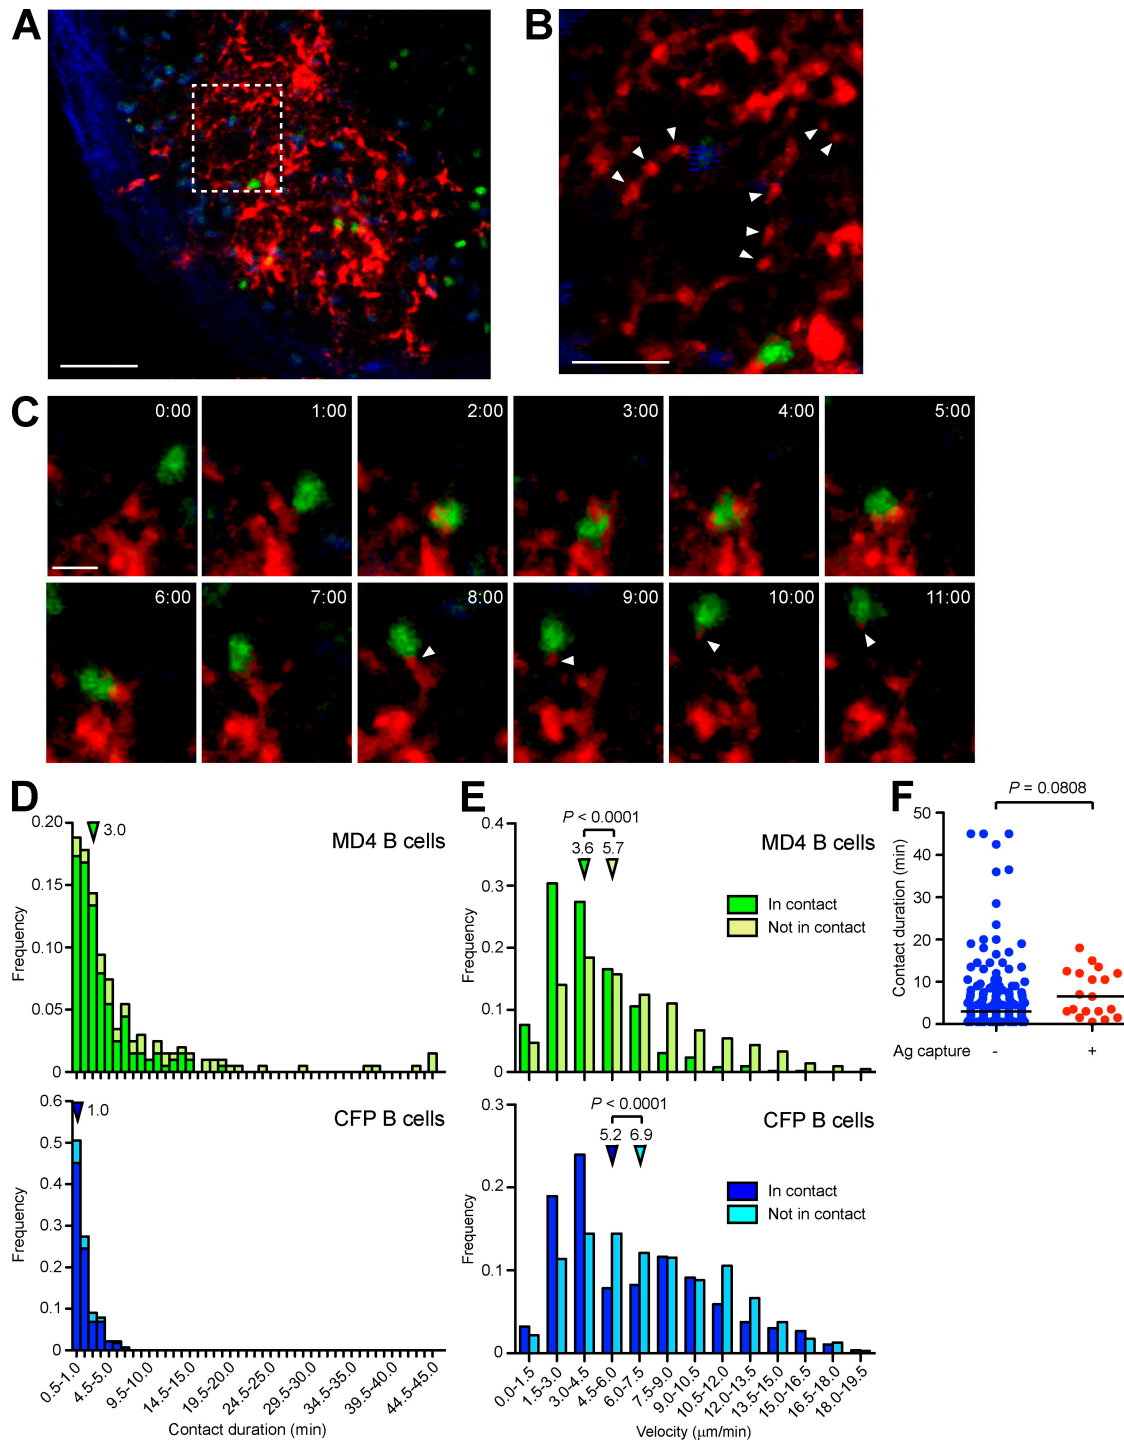 A
B
C
0:00
1:00
2:00
3:00
4:00
5:00
6:00
7:00
8:00
9:00
10:00
11:00
D
0.20
0.15
0.10
0.05
0
Frequency
3.0
MD4 B cells
0.6
0.5
0.4
0.3
0.2
0.1
0
Frequency
1.0
CFP B cells
0.5-1.0
4.5-5.0
9.5-10.0
14.5-15.0
19.5-20.0
24.5-25.0
29.5-30.0
34.5-35.0
39.5-40.0
44.5-45.0
Contact duration (min)
E
0.4
0.3
0.2
0.1
0
Frequency
P < 0.0001
3.6 5.7
MD4 B cells
In contact
Not in contact
0.3
0.2
0.1
0
Frequency
P < 0.0001
5.2 6.9
CFP B cells
In contact
Not in contact
0.0-1.5
1.5-3.0
3.0-4.5
4.5-6.0
6.0-7.5
7.5-9.0
9.0-10.5
10.5-12.0
12.0-13.5
13.5-15.0
15.0-16.5
16.5-18.0
18.0-19.5
Velocity (μm/min)
F
P = 0.0808
50
40
30
20
10
0
Contact duration (min)
Ag capture - +